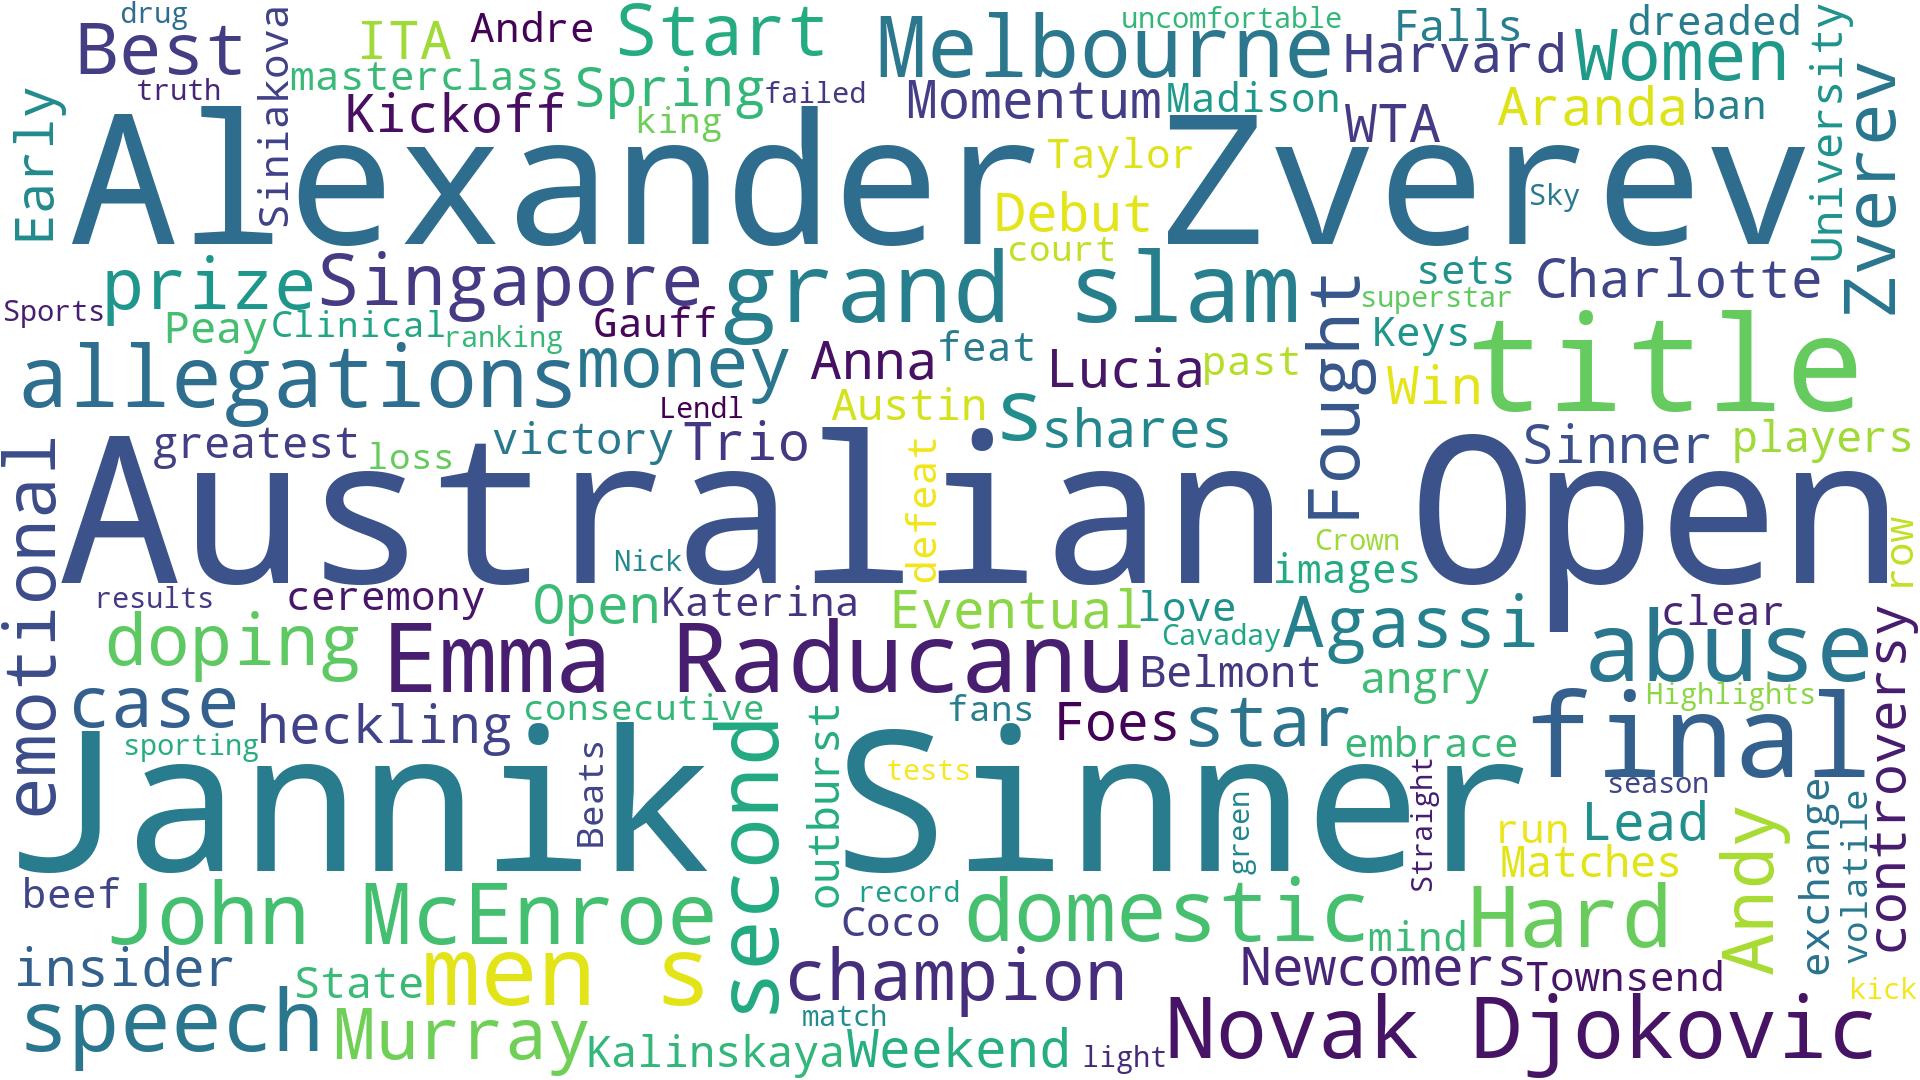 drug
Best
truth
Siniakova
ITA
Andre
Start
masterclass
Spring
Kickoff
king
failed
Melbourne
uncomfortable
Momentum
Madison
Falls
Harvard
WTA
Women
dreaded
Aranda
ban
University
Zverev
Early
Alexander Zverev
Taylor
Debut
court
Sky
prize
Singapore
grand slam
sets
Charlotte
superstar
Sports
Peay
Clinical
ranking
Gauff
allegations
money
Anna
feat
Lucia
past
Fought
Keys
title
Win
Lendl
Austin
s
shares
greatest
loss
victory
Trio
Sinner
players
emotional
Australian Open
defeat
Nick
Crown
images
row
results
ceremony
Open
Katerina
Eventual
love
Cavaday
Agassi
clear
doping
Emma Raducanu
Belmont
angry
abuse
controversy
case
heckling
consecutive
fans
Foes
star
embrace
Highlights
final
sporting
Jannik Sinner
Beats
second
outburst
tests
green
Straight
season
run
Lead
Matches
Andy
exchange
volatile
beef
John McEnroe
record
Coco
domestic
mind
Hard
insider
State
men s
champion
Newcomers
Townsend
kick
speech
Murray
Kalinskaya
match
Weekend
light
Novak Djokovic